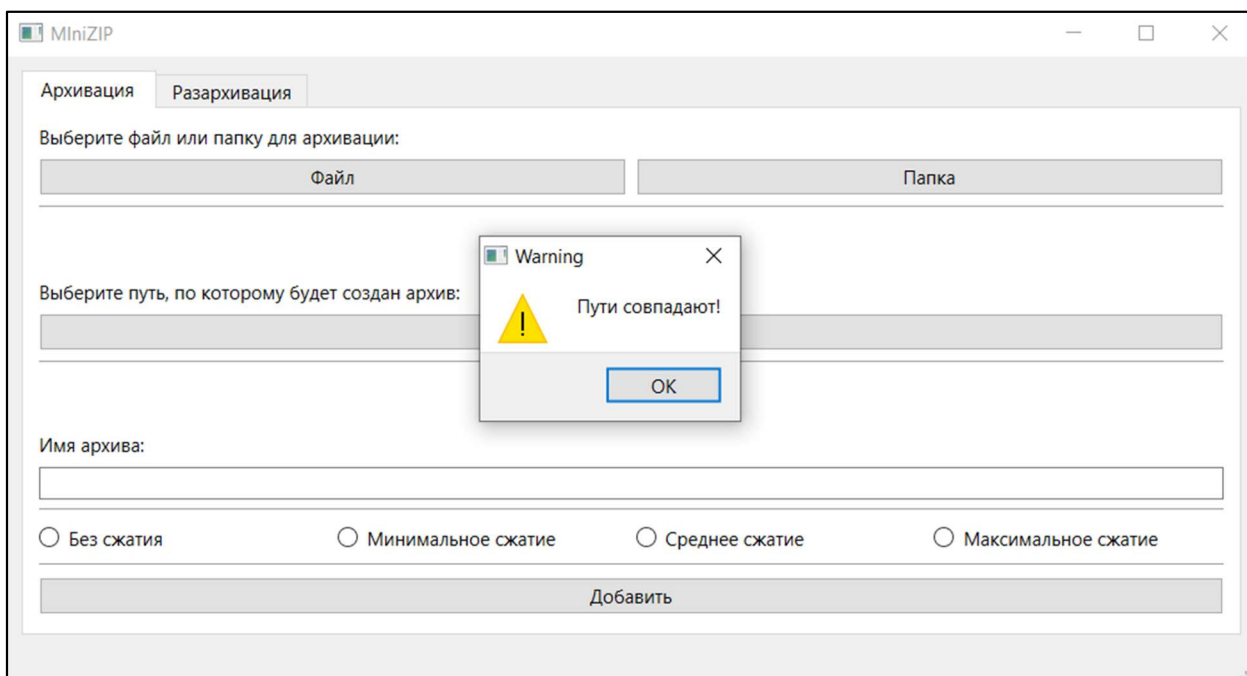 MIniZIP
Архивация Разархивация
Выберите файл или папку для архивации:
Файл Папка
Warning
Пути совпадают!
OK
Выберите путь, по которому будет создан архив:
Имя архива:
Без сжатия Минимальное сжатие Среднее сжатие Максимальное сжатие
Добавить